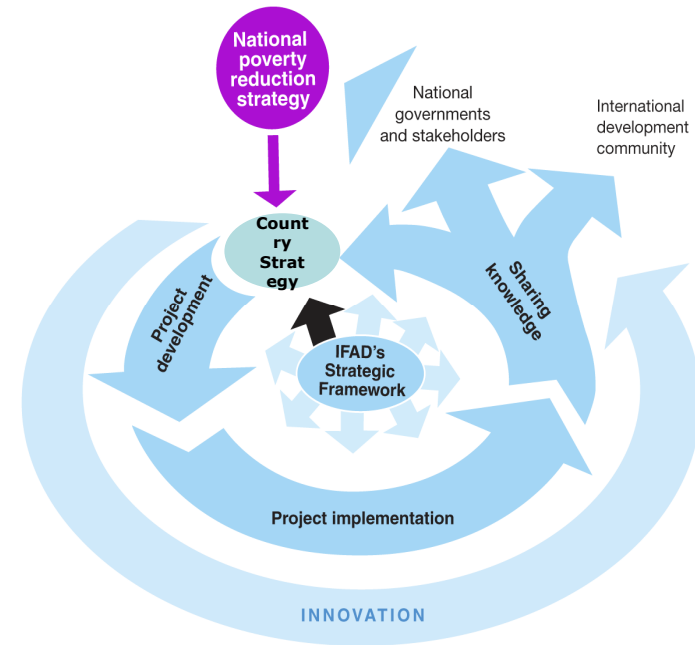 National
poverty
reduction
strategy
National
governments
and stakeholders
International
development
community
Count
ry
Strat
egy
Project
development
Sharing
knowledge
IFAD's
Strategic
Framework
Project implementation
INNOVATION